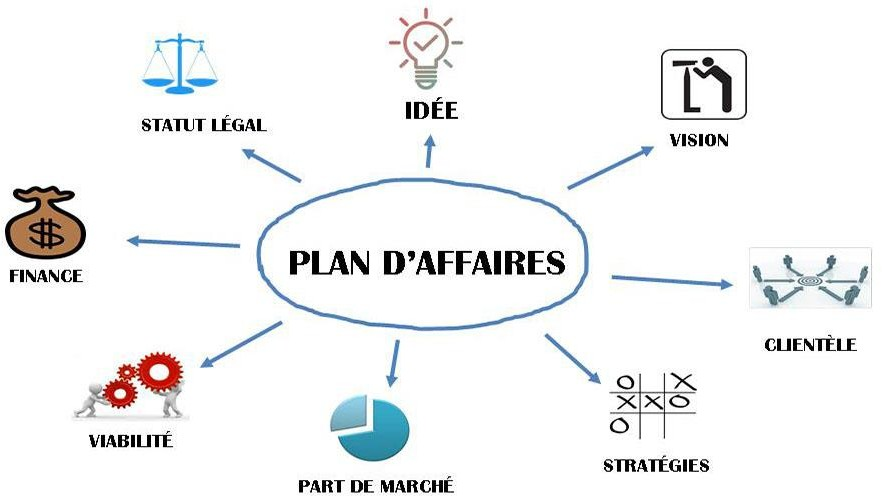 IDÉE
STATUT LÉGAL
VISION
FINANCE
PLAN D'AFFAIRES
CLIENTÈLE
VIABILITÉ
STRATÉGIES
PART DE MARCHÉ
$
O X
X X O
O